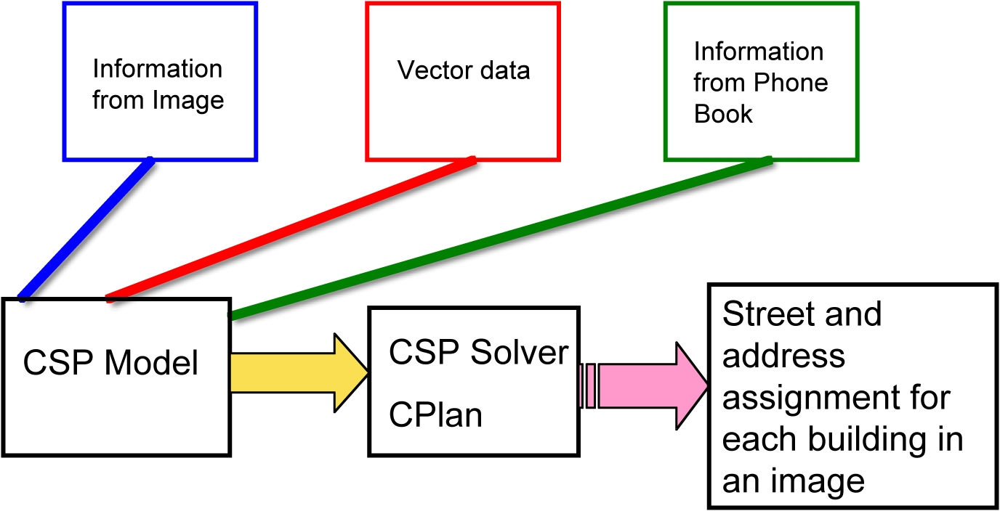 Information
from Image
Vector data
Information
from Phone
Book
CSP Model
CSP Solver
CPlan
Street and
address
assignment for
each building in
an image